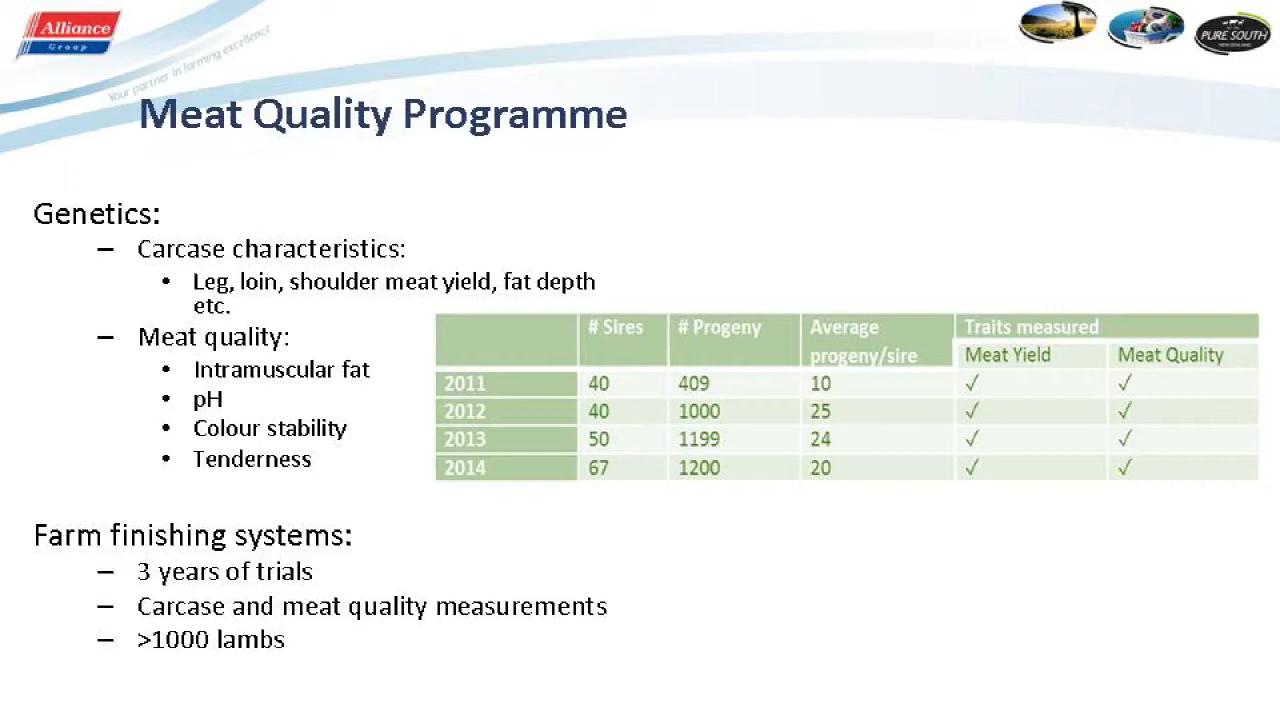 Alliance
Group
Your partner in farming excellence
PURE SOUTH
NEW ZEALAND
Meat Quality Programme
Genetics:
– Carcase characteristics:
• Leg, loin, shoulder meat yield, fat depth
etc.
– Meat quality:
• Intramuscular fat
• pH
• Colour stability
• Tenderness
# Sires # Progeny Average Traits measured
progeny/sire Meat Yield Meat Quality
2011 40 409 10 ✓ ✓
2012 40 1000 25 ✓ ✓
2013 50 1199 24 ✓ ✓
2014 67 1200 20 ✓ ✓
Farm finishing systems:
– 3 years of trials
– Carcase and meat quality measurements
– >1000 lambs